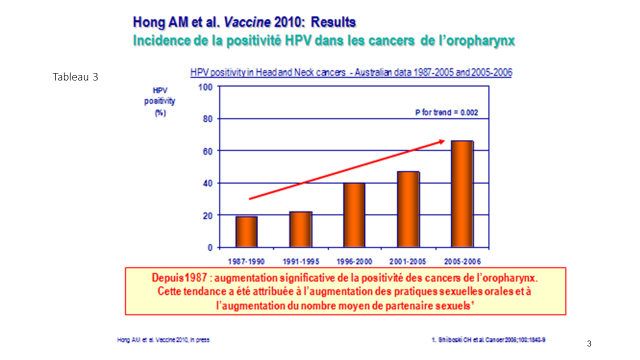 Hong AM et al. Vaccine 2010: Results
Incidence de la positivité HPV dans les cancers de l'oropharynx
Tableau 3
HPV positivity in Head and Neck cancers - Australian data 1987-2005 and 2005-2006
HPV
positivity
(%)
100
80
60
40
20
0
P for trend = 0.002
1987-1990 1991-1995 1996-2000 2001-2005 2005-2006
Depuis1987 : augmentation significative de la positivité des cancers de l'oropharynx.
Cette tendance a été attribuée à l'augmentation des pratiques sexuelles orales et à
l'augmentation du nombre moyen de partenaire sexuels¹
Hong AM et al. Vaccine 2010, in press
1. Shiboski CH et al. Cancer 2005;103:1843-9
3